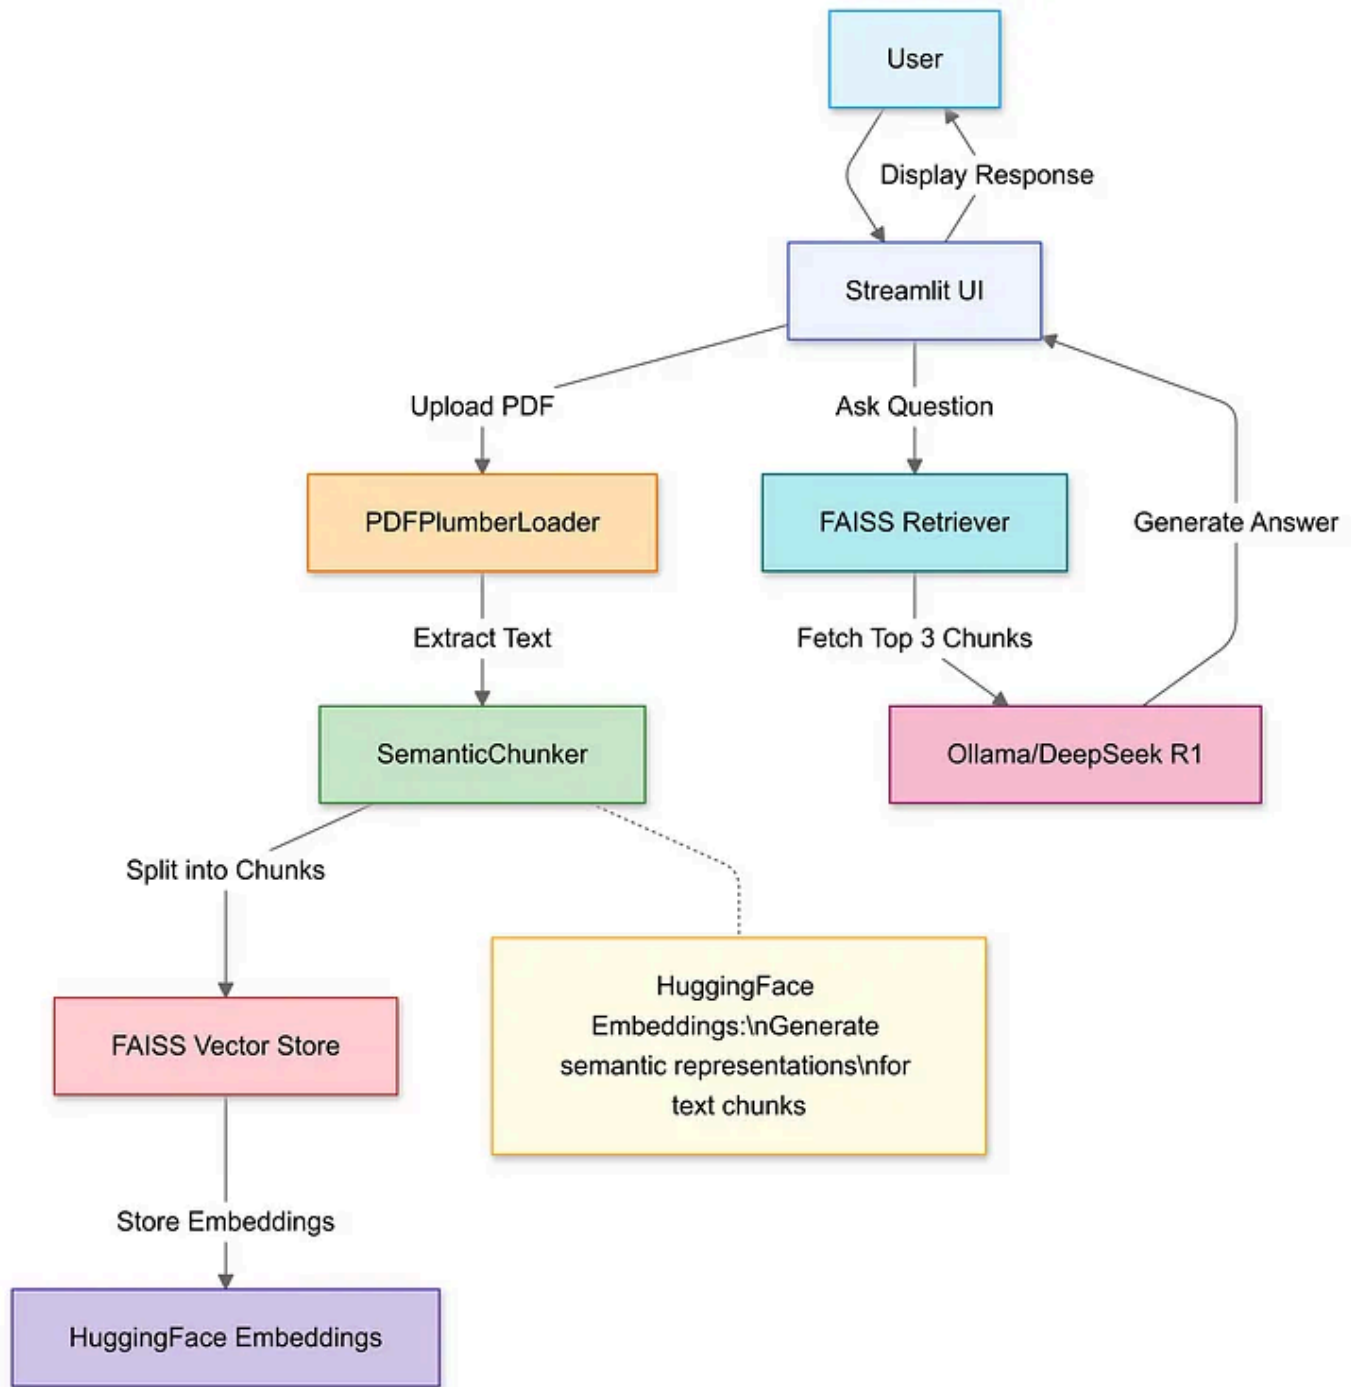 User
Display Response
Streamlit UI
Upload PDF
Ask Question
PDFPlumberLoader
FAISS Retriever
Generate Answer
Extract Text
Fetch Top 3 Chunks
SemanticChunker
Ollama/DeepSeek R1
Split into Chunks
HuggingFace
Embeddings:\nGenerate
semantic representations\nfor
text chunks
FAISS Vector Store
Store Embeddings
HuggingFace Embeddings